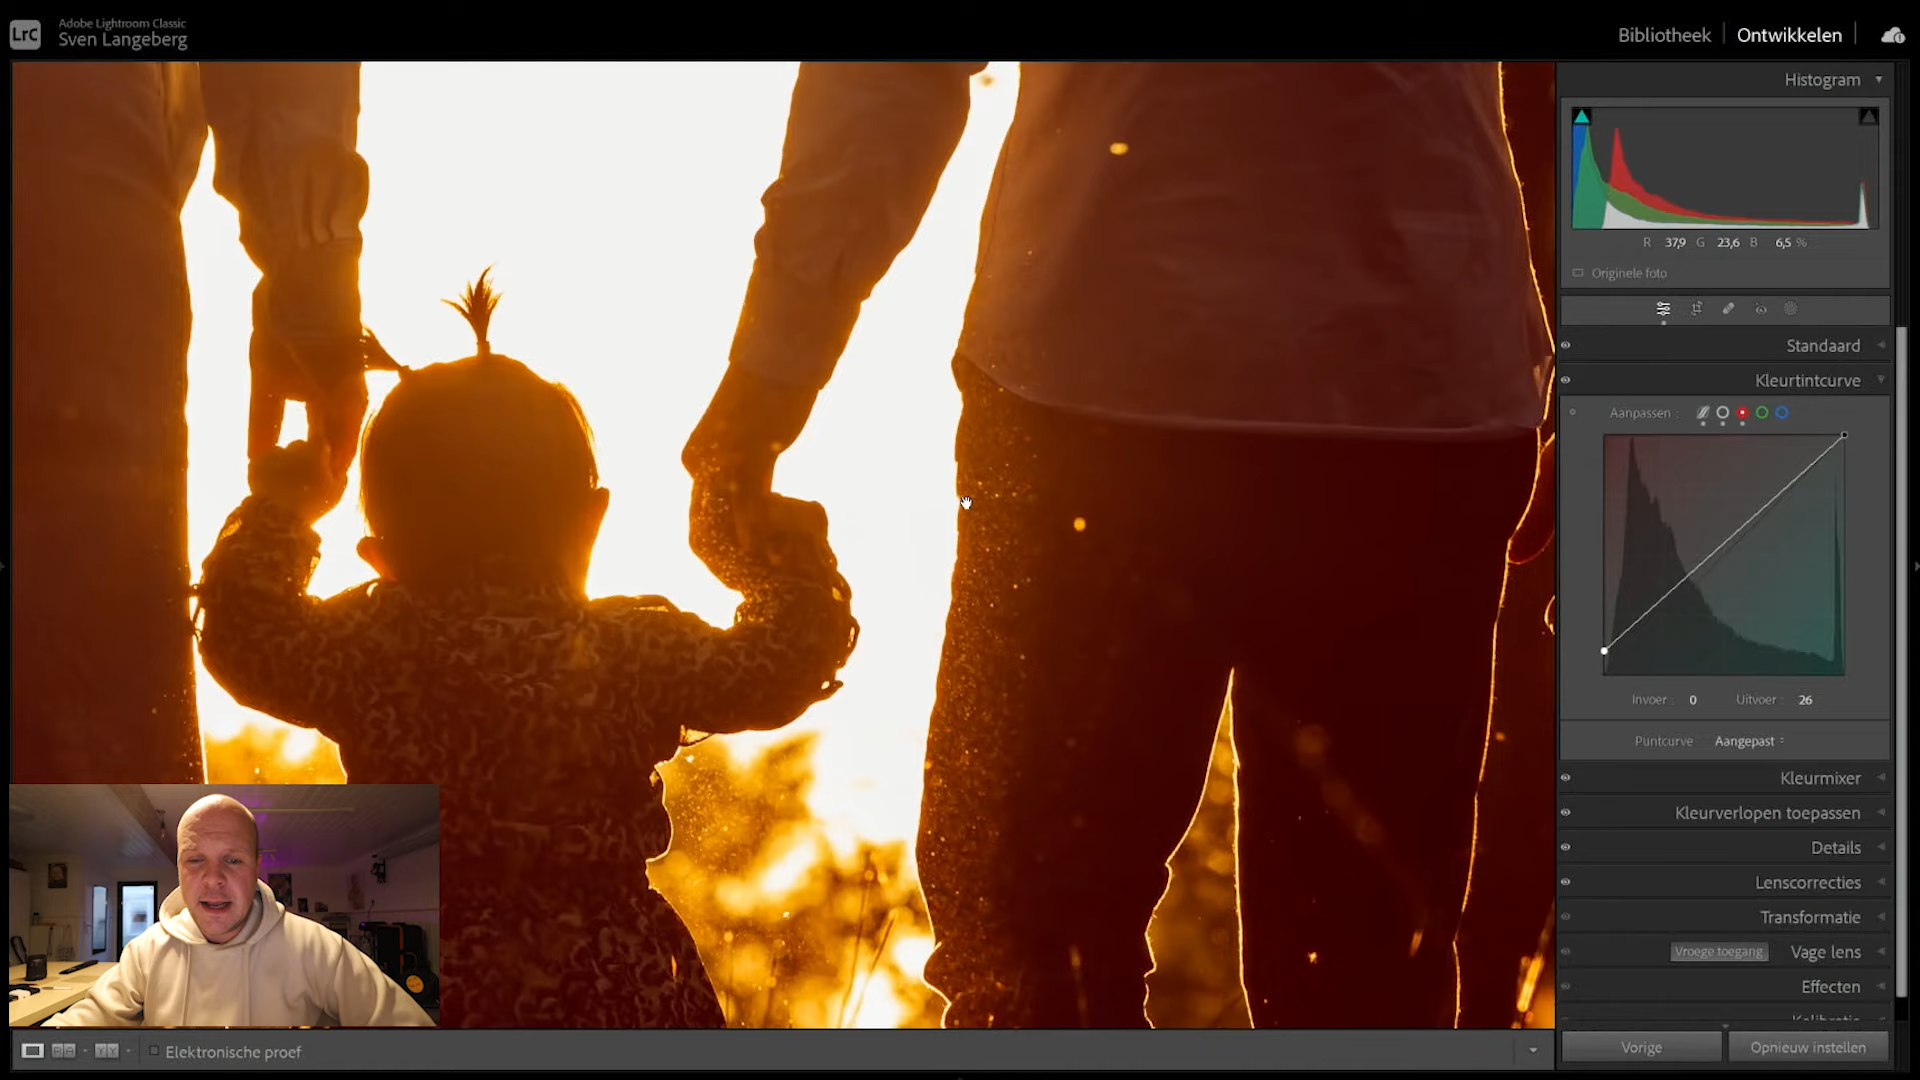 LrC
Adobe Lightroom Classic
Sven Langeberg
Bibliotheek
Ontwikkelen
Histogram
R 37,9 G 23,6 B 6,5 %
Originele foto
Standaard
Kleurtintcurve
Aanpassen :
Invoer : 0 Uitvoer : 26
Puntcurve Aangepast
Kleurmixer
Kleurverlopen toepassen
Details
Lenscorrecties
Transformatie
Vroege toegang Vage lens
Effecten
Vorige
Opnieuw instellen
Elektronische proef